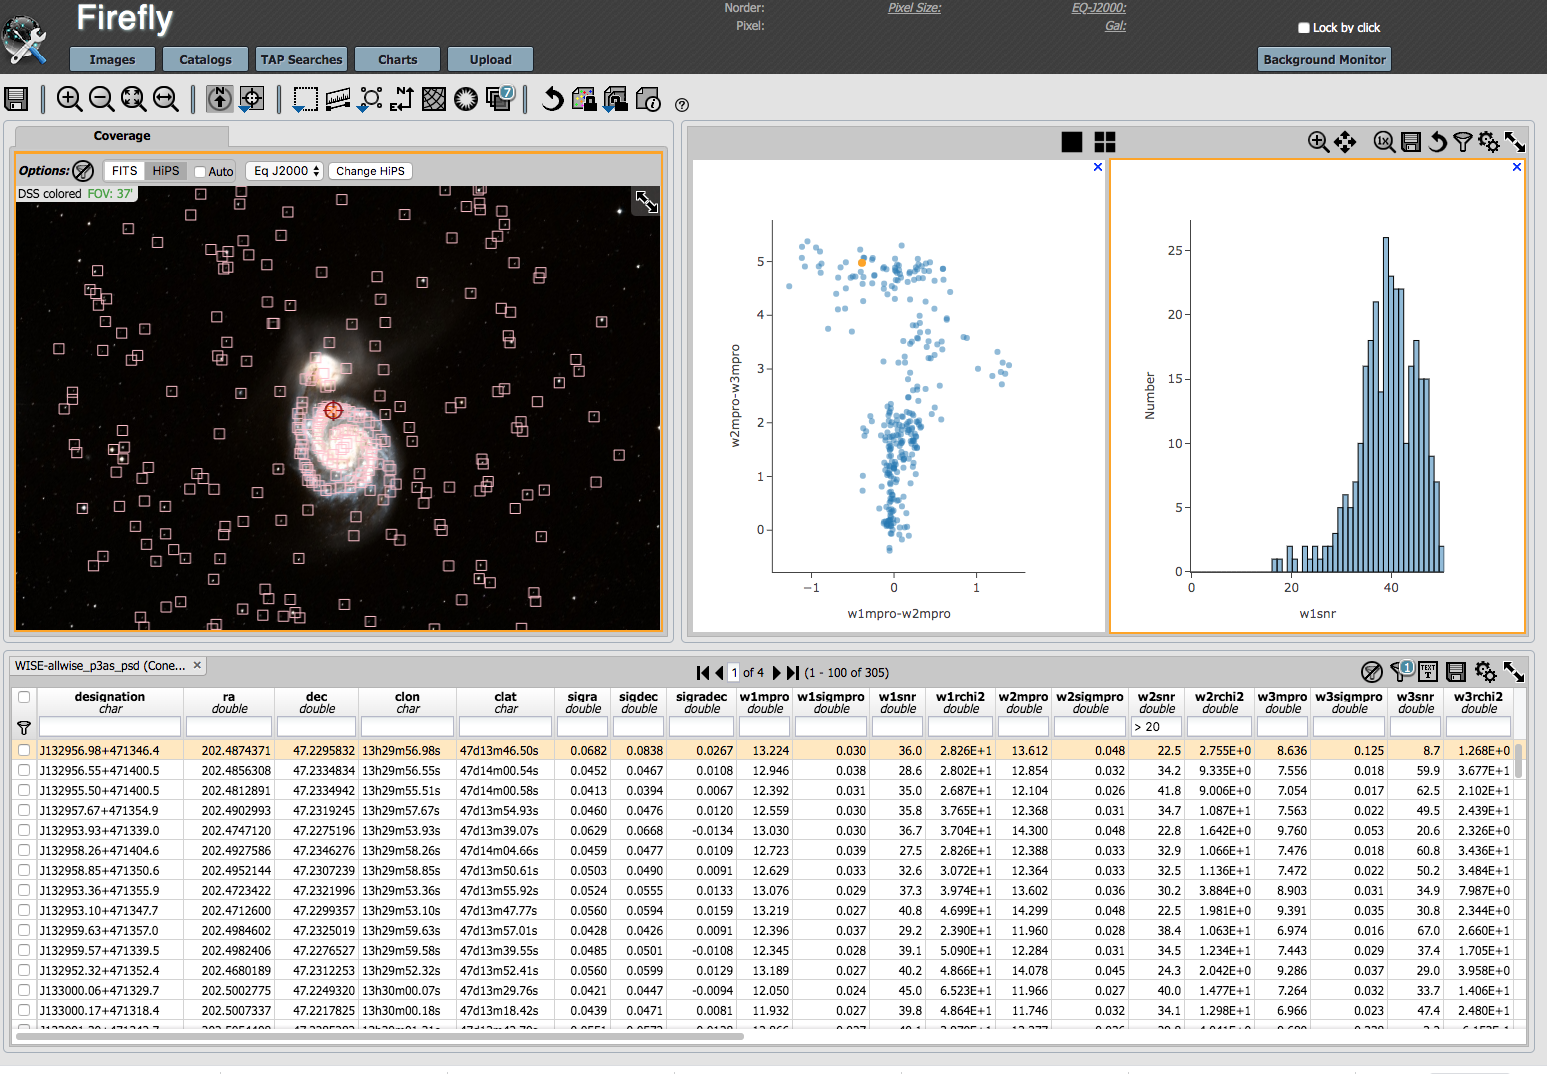 Firefly
Norder:
Pixel:
Pixel Size:
EQ-J2000:
Gal:
Lock by click
Images Catalogs TAP Searches Charts Upload Background Monitor
7
1x
Coverage
Options: FITS HiPS Auto Eq J2000 Change HiPS
DSS colored FOV: 37'
w2mpro-w3mpro
5
4
3
2
1
0
−1 0 1
w1mpro-w2mpro
Number
25
20
15
10
5
0
0 20 40
w1snr
WISE-allwise_p3as_psd (Cone... 1 of 4 (1 - 100 of 305) 1 TEXT
designation ra dec clon clat sigra sigdec sigradec w1mpro w1sigmpro w1snr w1rchi2 w2mpro w2sigmpro w2snr w2rchi2 w3mpro w3sigmpro w3snr w3rchi2
char double double char char double double double double double double double double double double double double double double double
> 20
J132956.98+471346.4 202.4874371 47.2295832 13h29m56.98s 47d13m46.50s 0.0682 0.0838 0.0267 13.224 0.030 36.0 2.826E+1 13.612 0.048 22.5 2.755E+0 8.636 0.125 8.7 1.268E+0
J132956.55+471400.5 202.4856308 47.2334834 13h29m56.55s 47d14m00.54s 0.0452 0.0467 0.0108 12.946 0.038 28.6 2.802E+1 12.854 0.032 34.2 9.335E+0 7.556 0.018 59.9 3.677E+1
J132955.50+471400.5 202.4812891 47.2334942 13h29m55.51s 47d14m00.58s 0.0413 0.0394 0.0067 12.392 0.031 35.0 2.687E+1 12.104 0.026 41.8 9.006E+0 7.054 0.017 62.5 2.102E+1
J132957.67+471354.9 202.4902993 47.2319245 13h29m57.67s 47d13m54.93s 0.0460 0.0476 0.0120 12.559 0.030 35.8 3.765E+1 12.368 0.031 34.7 1.087E+1 7.563 0.022 49.5 2.439E+1
J132953.93+471339.0 202.4747120 47.2275196 13h29m53.93s 47d13m39.07s 0.0629 0.0668 -0.0134 13.030 0.030 36.7 3.704E+1 14.300 0.048 22.8 1.642E+0 9.760 0.053 20.6 2.326E+0
J132958.26+471404.6 202.4927586 47.2346276 13h29m58.26s 47d14m04.66s 0.0459 0.0477 0.0109 12.723 0.039 27.5 2.826E+1 12.388 0.033 32.9 1.066E+1 7.476 0.018 60.8 3.436E+1
J132958.85+471350.6 202.4952144 47.2307239 13h29m58.85s 47d13m50.61s 0.0503 0.0490 0.0091 12.629 0.033 32.6 3.072E+1 12.364 0.033 32.5 1.136E+1 7.472 0.022 50.2 3.484E+1
J132953.36+471355.9 202.4723422 47.2321996 13h29m53.36s 47d13m55.92s 0.0524 0.0555 0.0133 13.076 0.029 37.3 3.974E+1 13.602 0.036 30.2 3.884E+0 8.903 0.031 34.9 7.987E+0
J132953.10+471347.7 202.4712600 47.2299357 13h29m53.10s 47d13m47.77s 0.0560 0.0594 0.0159 13.219 0.027 40.8 4.699E+1 14.299 0.048 22.5 1.981E+0 9.391 0.035 30.8 2.344E+0
J132959.63+471357.0 202.4984602 47.2325019 13h29m59.63s 47d13m57.01s 0.0428 0.0426 0.0091 12.396 0.037 29.2 2.390E+1 11.960 0.028 38.4 1.063E+1 6.974 0.016 67.0 2.660E+1
J132959.57+471339.5 202.4982406 47.2276527 13h29m59.58s 47d13m39.55s 0.0485 0.0501 -0.0108 12.345 0.028 39.1 5.090E+1 12.284 0.031 34.5 1.234E+1 7.443 0.029 37.4 1.705E+1
J132952.32+471352.4 202.4680189 47.2312253 13h29m52.32s 47d13m52.41s 0.0560 0.0599 0.0129 13.189 0.027 40.2 4.866E+1 14.078 0.045 24.3 2.042E+0 9.286 0.037 29.0 3.958E+0
J133000.06+471329.7 202.5002775 47.2249320 13h30m00.07s 47d13m29.76s 0.0421 0.0447 -0.0094 12.050 0.024 45.0 6.523E+1 11.966 0.027 40.0 1.477E+1 7.264 0.032 33.7 1.406E+1
J133000.17+471318.4 202.5007337 47.2217825 13h30m00.18s 47d13m18.42s 0.0439 0.0471 0.0081 11.932 0.027 39.8 4.864E+1 11.746 0.032 34.1 1.298E+1 6.966 0.023 47.4 2.480E+1